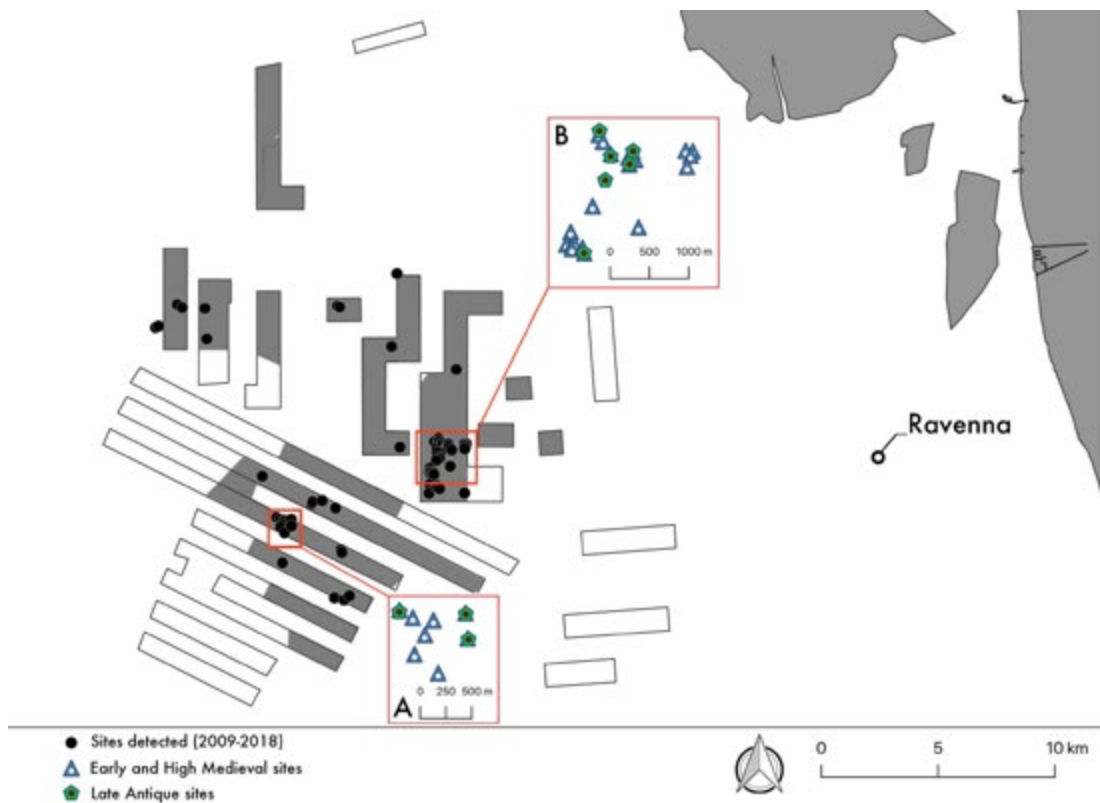 B
0 500 1000 m
Ravenna
0 250 500 m
A
Sites detected (2009-2018)
Early and High Medieval sites
Late Antique sites
0 5 10 km